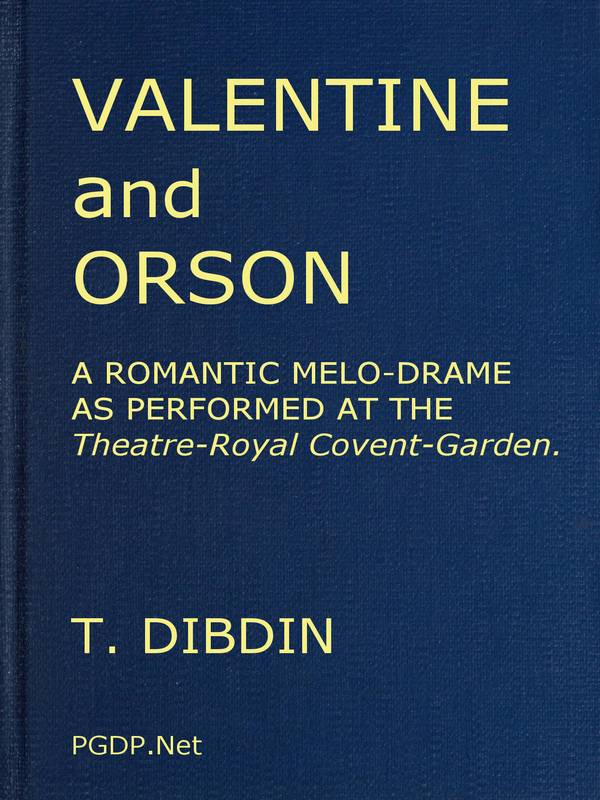 VALENTINE
and
ORSON
A ROMANTIC MELO-DRAME
AS PERFORMED AT THE
Theatre-Royal Covent-Garden.
T. DIBDIN
PGDP.Net